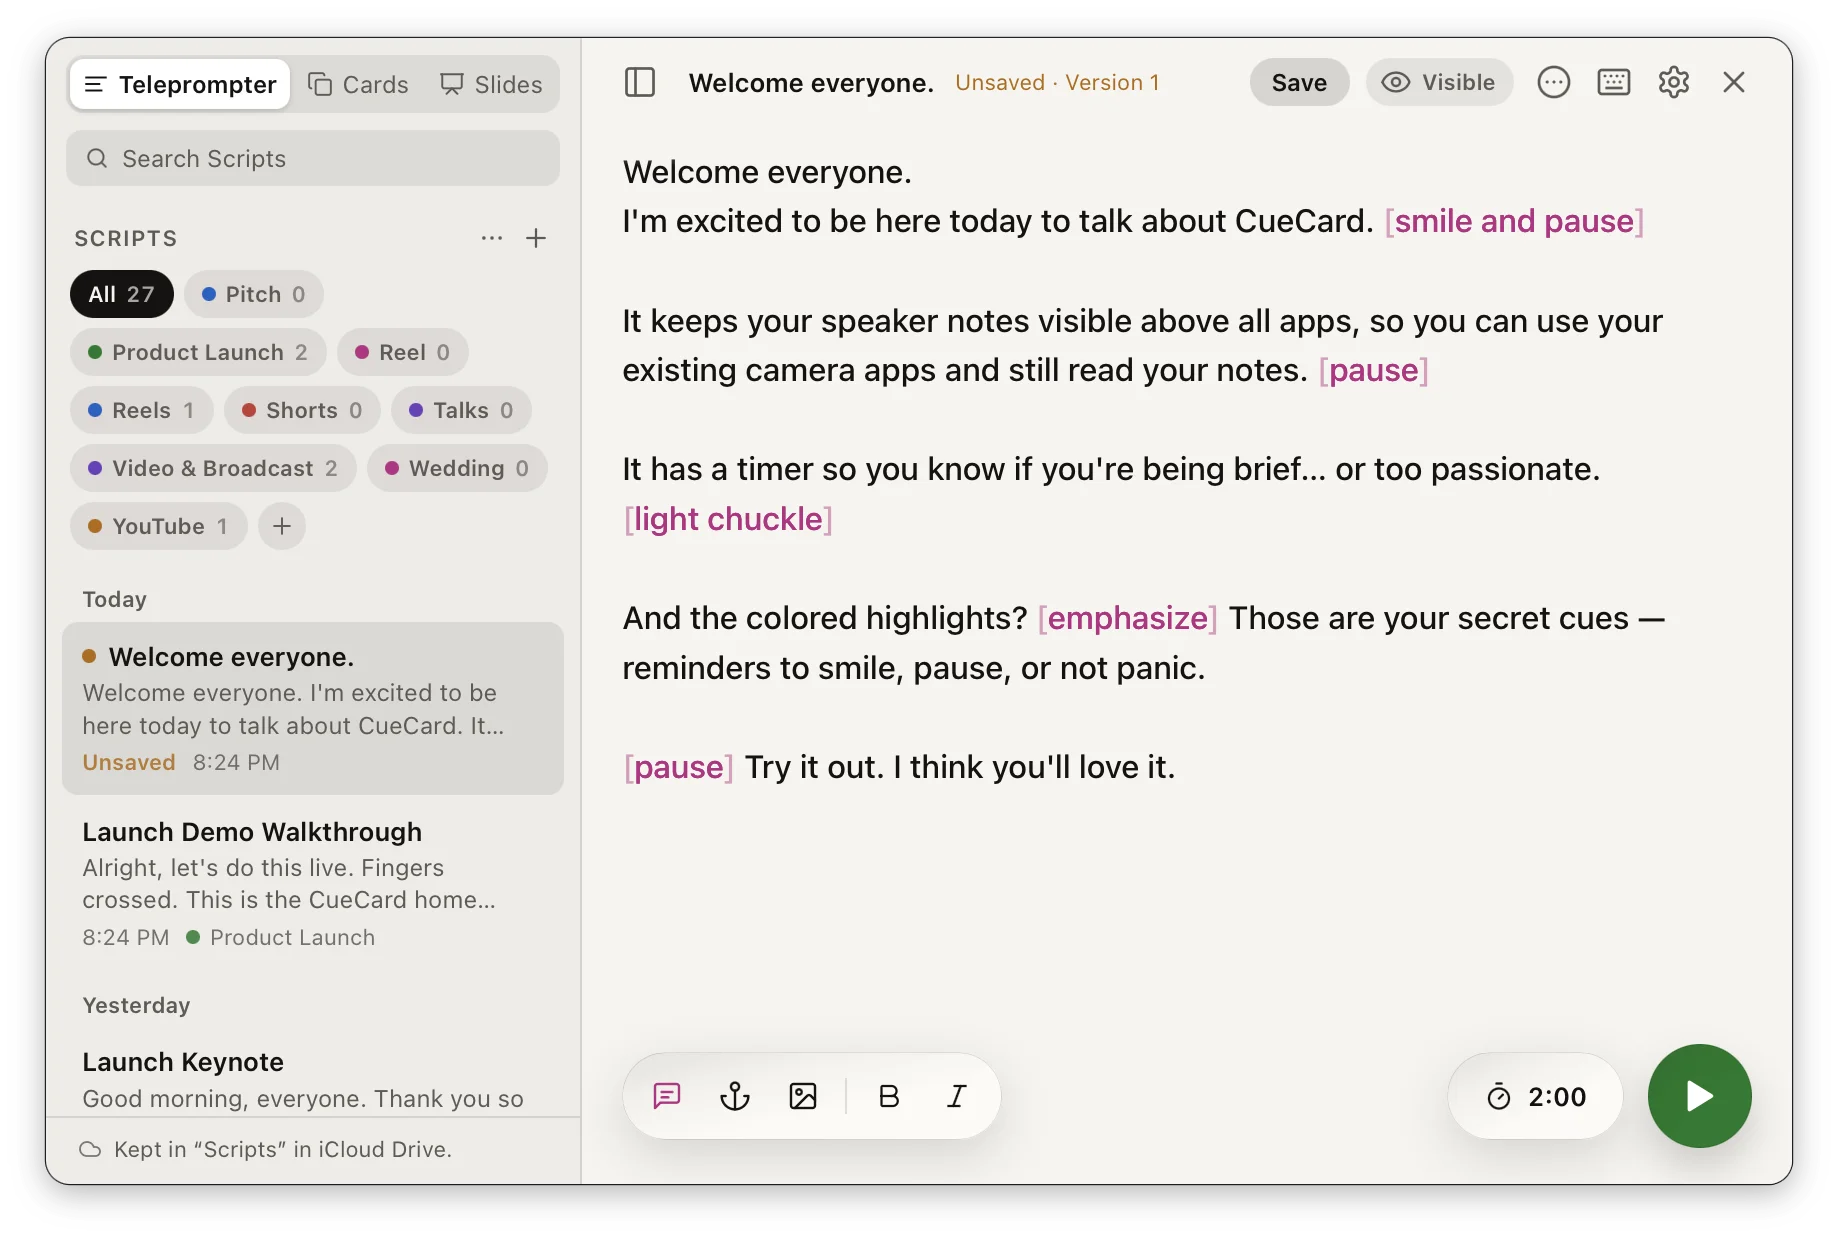 Teleprompter Cards Slides
Search Scripts
SCRIPTS
All 27 Pitch 0
Product Launch 2 Reel 0
Reels 1 Shorts 0 Talks 0
Video & Broadcast 2 Wedding 0
YouTube 1
Today
Welcome everyone.
Welcome everyone. I'm excited to be
here today to talk about CueCard. It...
Unsaved 8:24 PM
Launch Demo Walkthrough
Alright, let's do this live. Fingers
crossed. This is the CueCard home...
8:24 PM Product Launch
Yesterday
Launch Keynote
Good morning, everyone. Thank you so
Kept in “Scripts” in iCloud Drive.
Welcome everyone. Unsaved · Version 1 Save Visible
Welcome everyone.
I'm excited to be here today to talk about CueCard. [smile and pause]
It keeps your speaker notes visible above all apps, so you can use your
existing camera apps and still read your notes. [pause]
It has a timer so you know if you're being brief... or too passionate.
[light chuckle]
And the colored highlights? [emphasize] Those are your secret cues —
reminders to smile, pause, or not panic.
[pause] Try it out. I think you'll love it.
B I
2:00